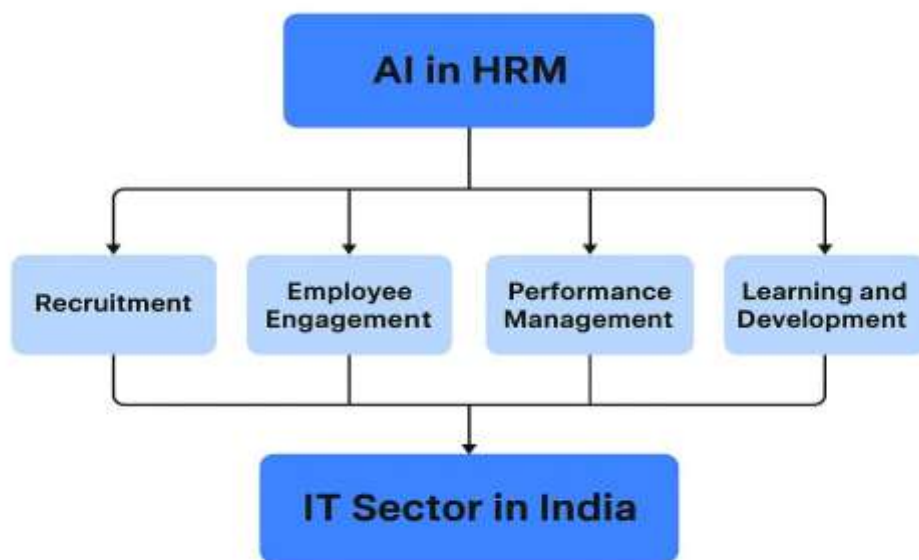 AI in HRM
Recruitment
Employee
Engagement
Performance
Management
Learning and
Development
IT Sector in India